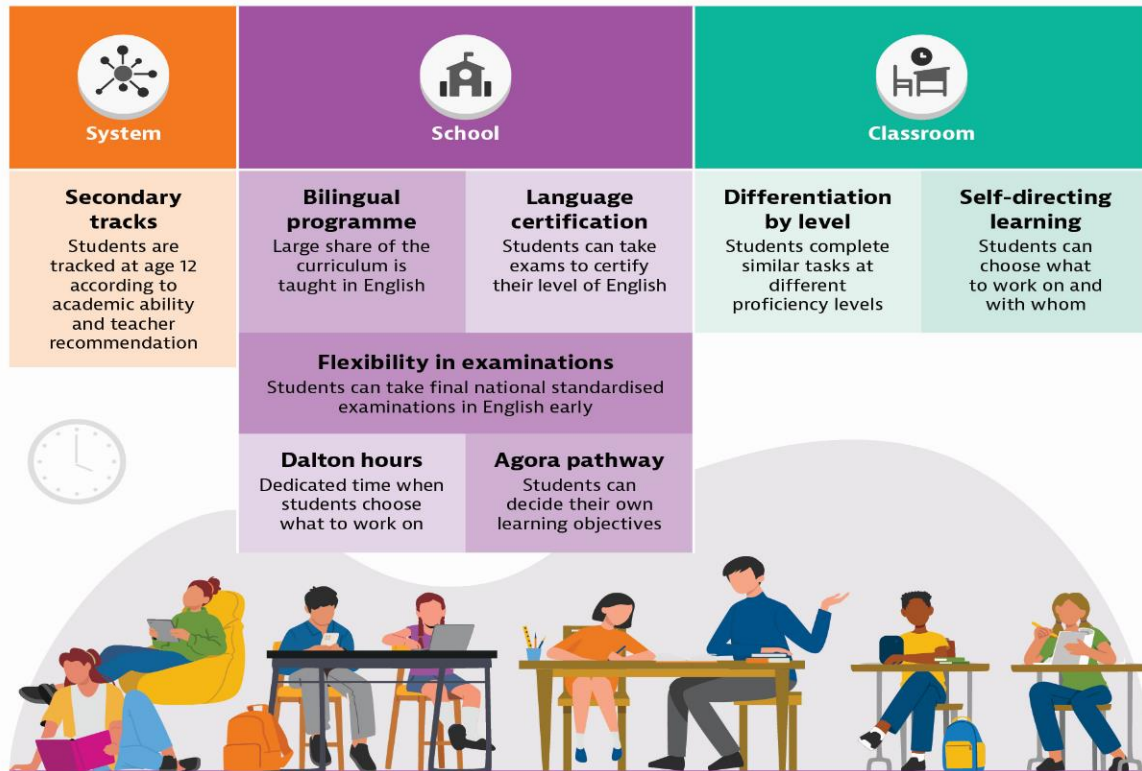 System
School
Classroom
Secondary
tracks
Students are
tracked at age 12
according to
academic ability
and teacher
recommendation
Bilingual
programme
Large share of the
curriculum is
taught in English
Language
certification
Students can take
exams to certify
their level of English
Flexibility in examinations
Students can take final national standardised
examinations in English early
Dalton hours
Dedicated time when
students choose
what to work on
Agora pathway
Students can
decide their own
learning objectives
Differentiation
by level
Students complete
similar tasks at
different
proficiency levels
Self-directing
learning
Students can
choose what
to work on and
with whom